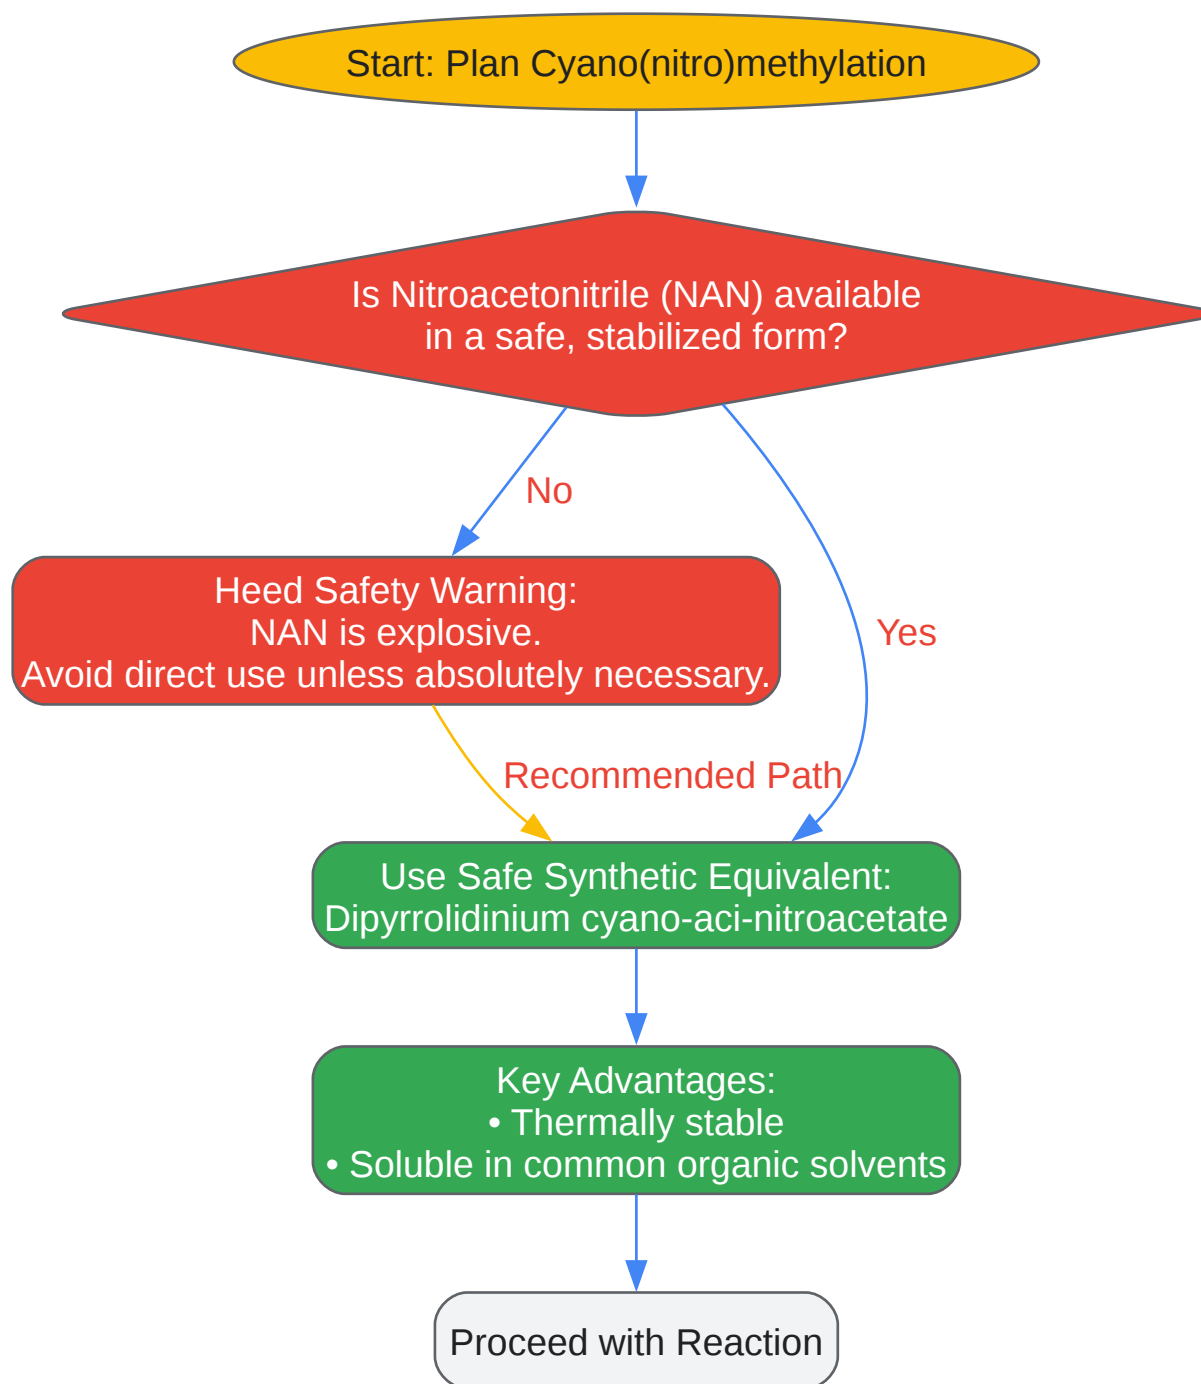 Start: Plan Cyano(nitro)methylation
Is Nitroacetonitrile (NAN) available
in a safe, stabilized form?
No
Heed Safety Warning:
NAN is explosive.
Avoid direct use unless absolutely necessary.
Yes
Recommended Path
Use Safe Synthetic Equivalent:
Dipyrrolidinium cyano-aci-nitroacetate
Key Advantages:
• Thermally stable
• Soluble in common organic solvents
Proceed with Reaction